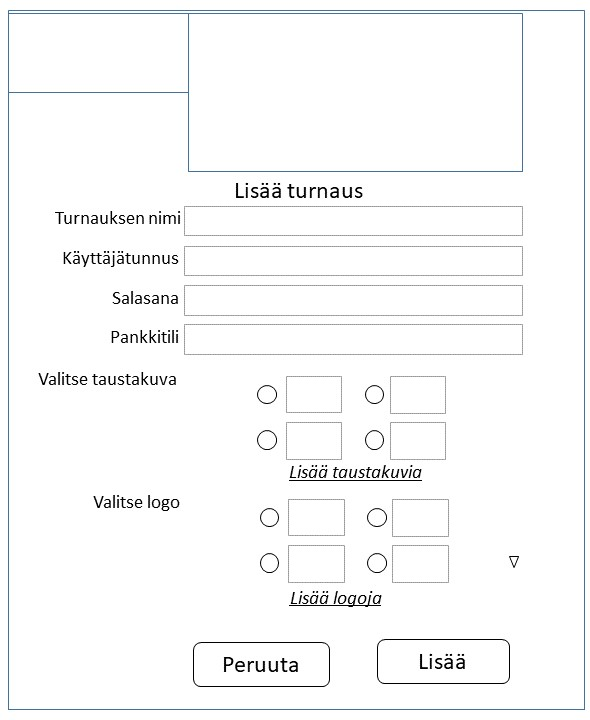 Lisää turnaus
Turnauksen nimi
Käyttäjätunnus
Salasana
Pankkitili
Valitse taustakuva
Lisää taustakuvia
Valitse logo
Lisää logoja
Peruuta
Lisää